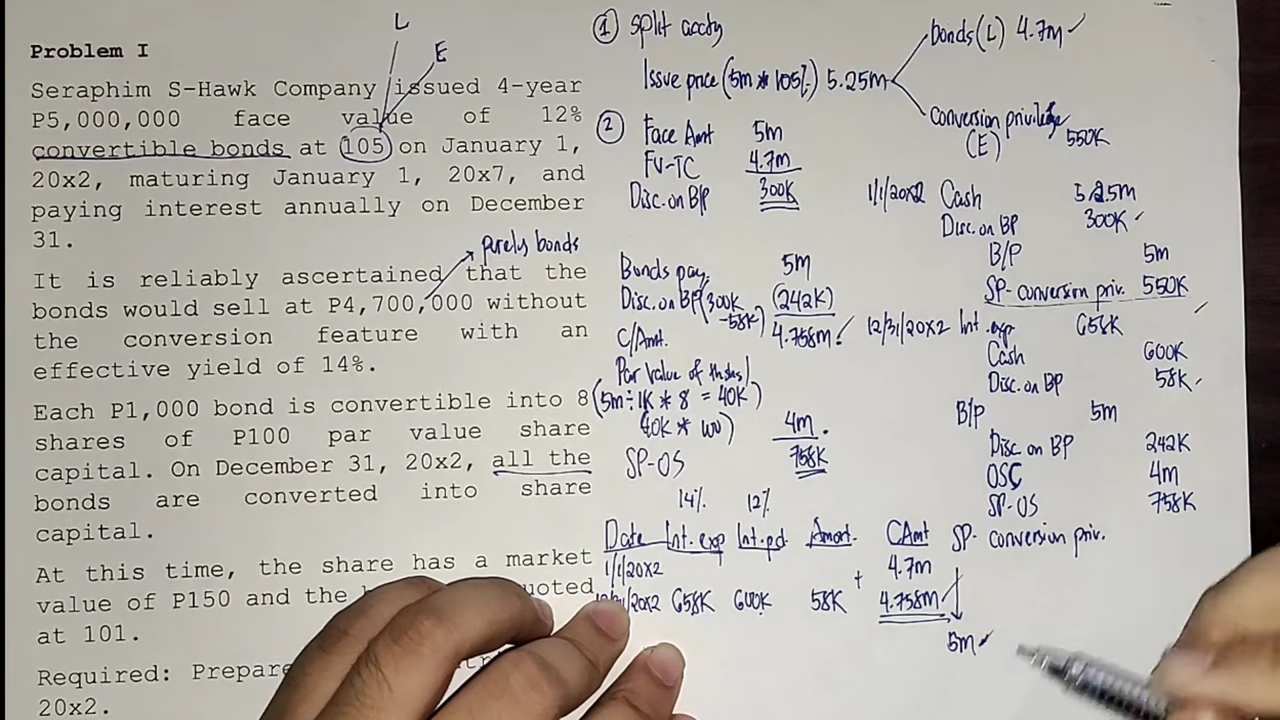 L
E
Problem I
Seraphim S-Hawk Company issued 4-year
P5,000,000 face value of 12%
convertible bonds at 105 on January 1,
20x2, maturing January 1, 20x7, and
paying interest annually on December
31.
purely bonds
It is reliably ascertained that the
bonds would sell at P4,700,000 without
the conversion feature with an
effective yield of 14%.
Each P1,000 bond is convertible into 8
shares of P100 par value share
capital. On December 31, 20x2, all the
bonds are converted into share
capital.
At this time, the share has a market
value of P150 and the uoted
at 101.
Required: Prepare
20x2.
① split acctg
Issue price (5m * 105%) 5.25m
bonds (L) 4.7m ✓
conversion privilege
(E) 550K
② Face Amt 5m
FV-TC 4.7m
Disc. on B/P 300K
1/1/20x2 Cash 5.25m
Disc. on BP 300K ✓
B/P 5m
SP- conversion priv. 550K
Bonds pay. 5m
Disc. on BP (300K -58K) (242K)
C/Amt. 4.758m ✓
12/31/20x2 Int. exp 658K
Cash 600K
Disc. on BP 58K ✓
Par value of
(5m ÷ 1K * 8 = 40K)
40K * 100) 4m.
SP-OS 758K
B/P 5m
Disc on BP 242K
OSC 4m
SP-OS 758K
SP- conversion priv.
14% 12%
Date Int. exp Int. pd Amort. CAmt
1/1/20x2 4.7m
/20x2 658K 600K 58K + 4.758m
5m ✓